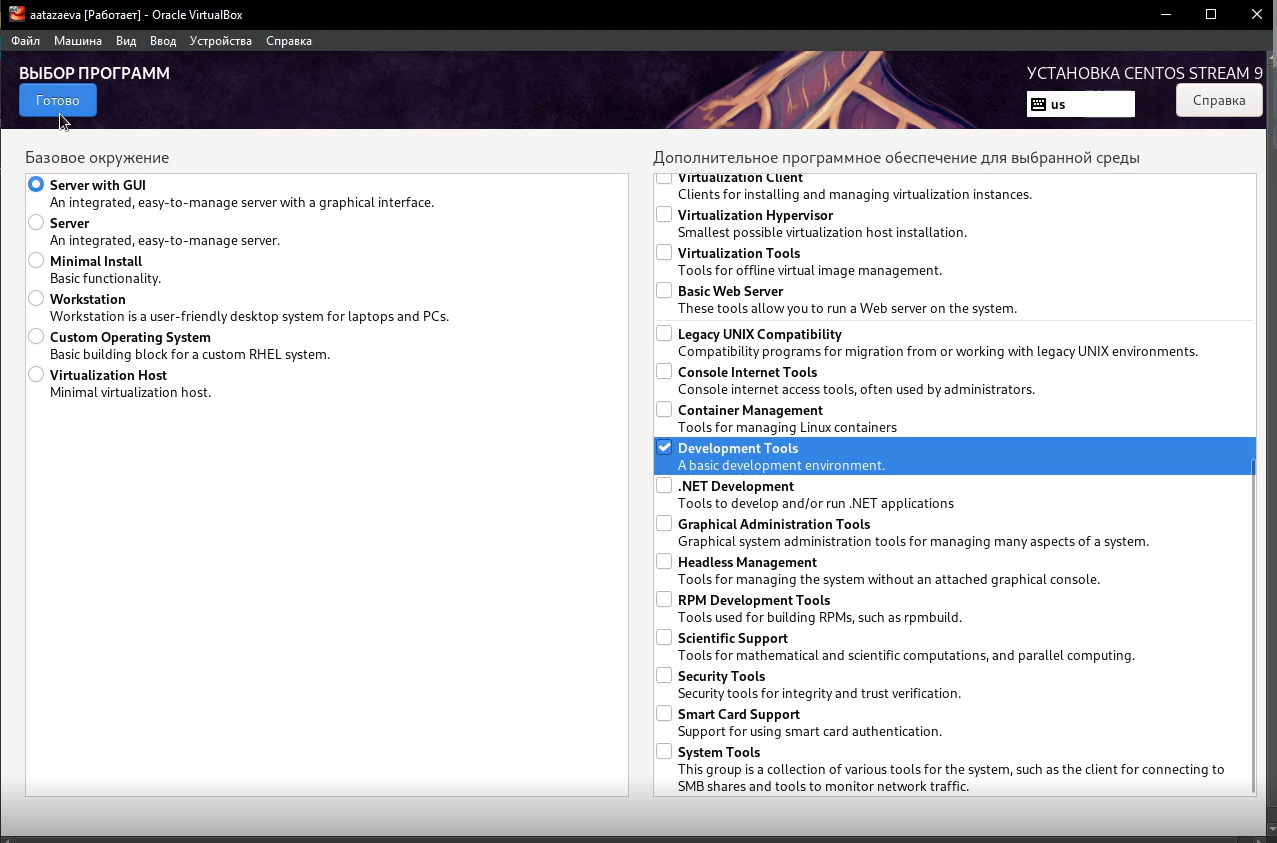 aatazaeva [Работает] - Oracle VirtualBox
Файл Машина Вид Ввод Устройства Справка
ВЫБОР ПРОГРАММ
УСТАНОВКА CENTOS STREAM 9
Готово
us
Справка
Базовое окружение
Server with GUI
An integrated, easy-to-manage server with a graphical interface.
Server
An integrated, easy-to-manage server.
Minimal Install
Basic functionality.
Workstation
Workstation is a user-friendly desktop system for laptops and PCs.
Custom Operating System
Basic building block for a custom RHEL system.
Virtualization Host
Minimal virtualization host.
Дополнительное программное обеспечение для выбранной среды
Virtualization Client
Clients for installing and managing virtualization instances.
Virtualization Hypervisor
Smallest possible virtualization host installation.
Virtualization Tools
Tools for offline virtual image management.
Basic Web Server
These tools allow you to run a Web server on the system.
Legacy UNIX Compatibility
Compatibility programs for migration from or working with legacy UNIX environments.
Console Internet Tools
Console internet access tools, often used by administrators.
Container Management
Tools for managing Linux containers
Development Tools
A basic development environment.
.NET Development
Tools to develop and/or run .NET applications
Graphical Administration Tools
Graphical system administration tools for managing many aspects of a system.
Headless Management
Tools for managing the system without an attached graphical console.
RPM Development Tools
Tools used for building RPMs, such as rpmbuild.
Scientific Support
Tools for mathematical and scientific computations, and parallel computing.
Security Tools
Security tools for integrity and trust verification.
Smart Card Support
Support for using smart card authentication.
System Tools
This group is a collection of various tools for the system, such as the client for connecting to
SMB shares and tools to monitor network traffic.